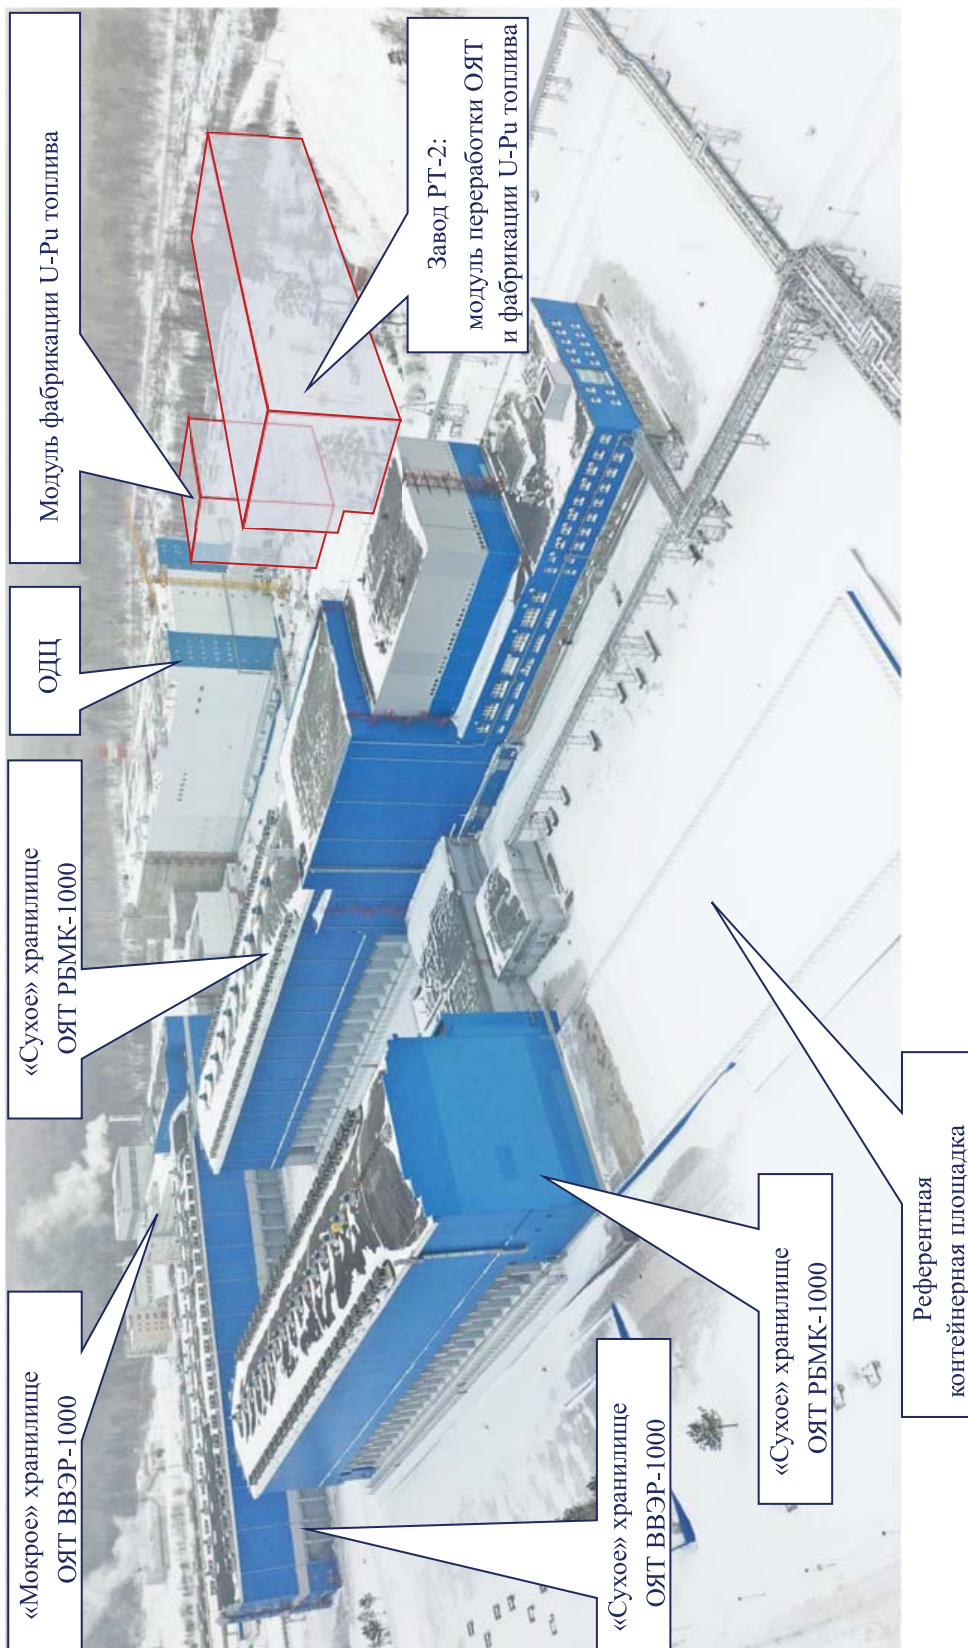 «Мокрое» хранилище
ОЯТ ВВЭР-1000
«Сухое» хранилище
ОЯТ РБМК-1000
ОДЦ
Модуль фабрикации U-Pu топлива
Завод РТ-2:
модуль переработки ОЯТ
и фабрикации U-Pu топлива
«Сухое» хранилище
ОЯТ ВВЭР-1000
«Сухое» хранилище
ОЯТ РБМК-1000
Референтная
контейнерная площадка